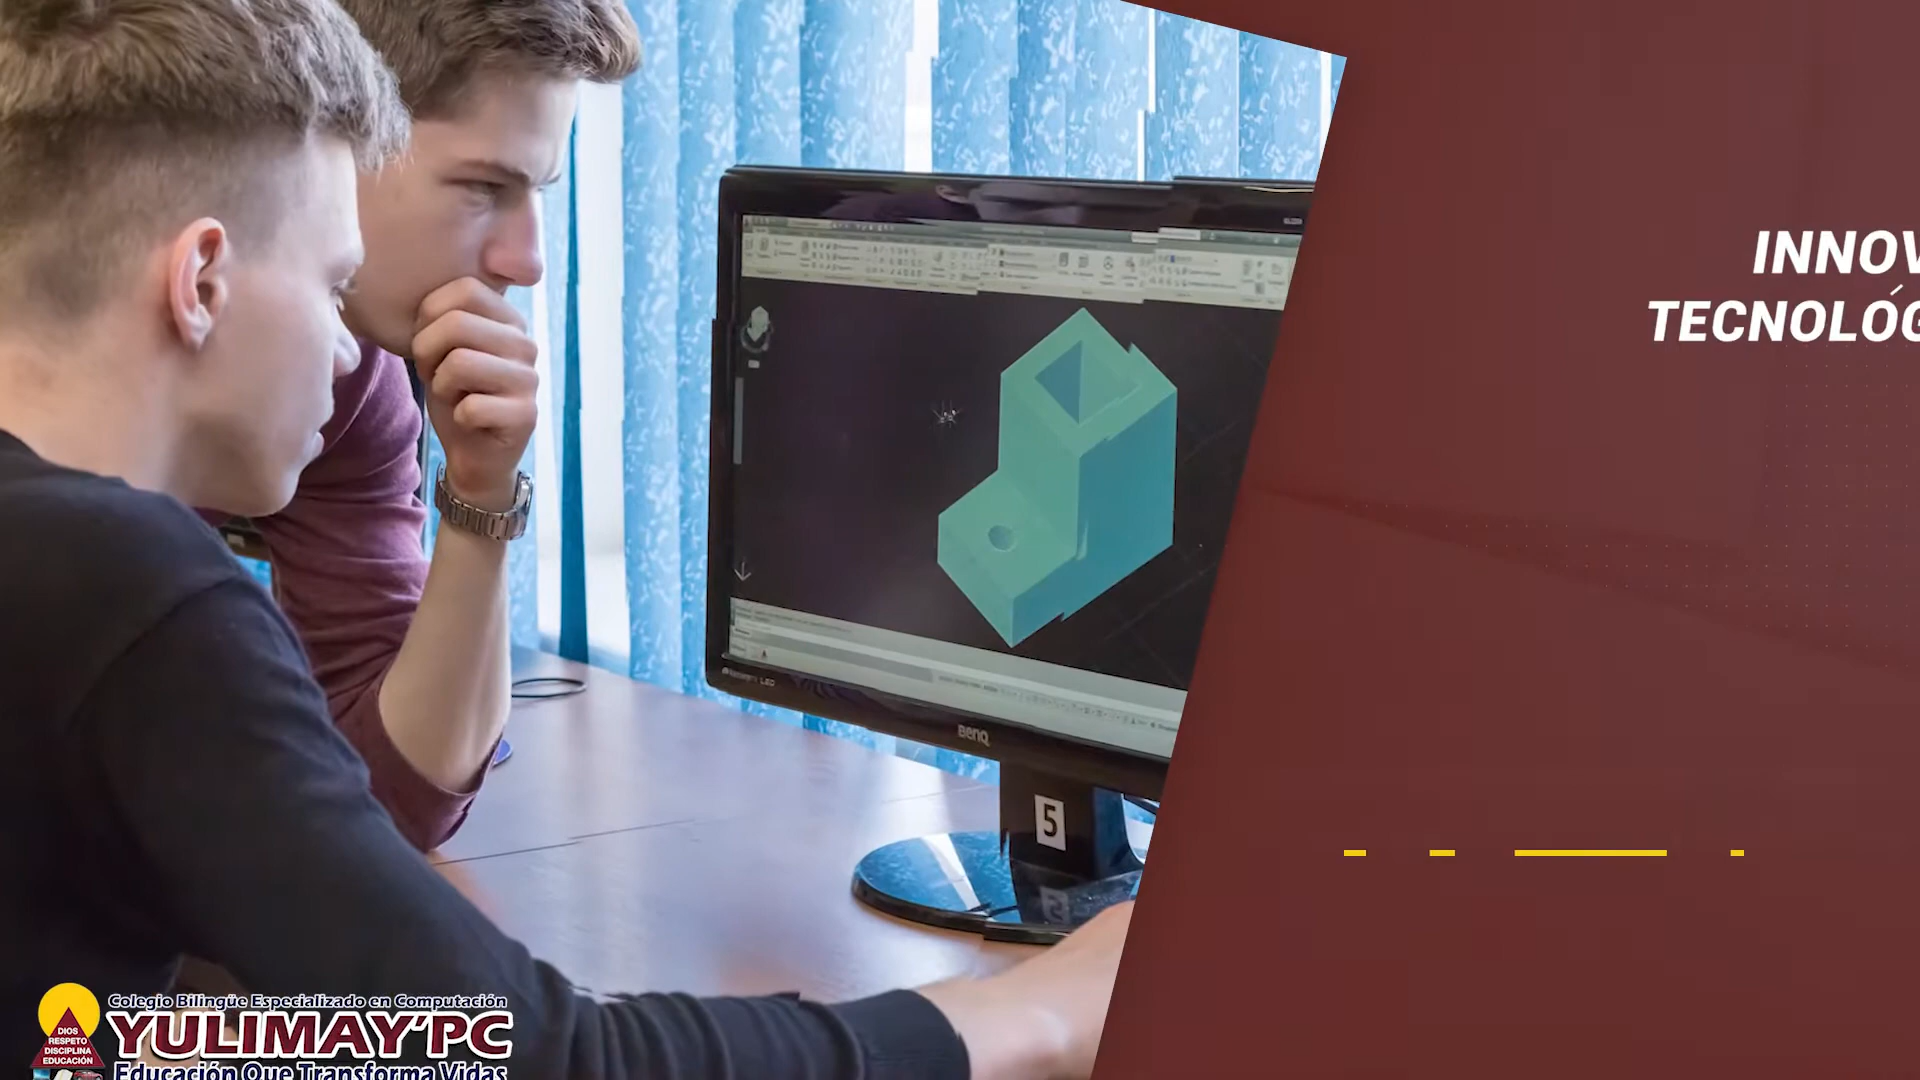 INNOV
TECNOLÓG
BenQ
5
Colegio Bilingüe Especializado en Computación
YULIMAY'PC
Educación Que Transforma Vidas
DIOS
RESPETO
DISCIPLINA
EDUCACIÓN